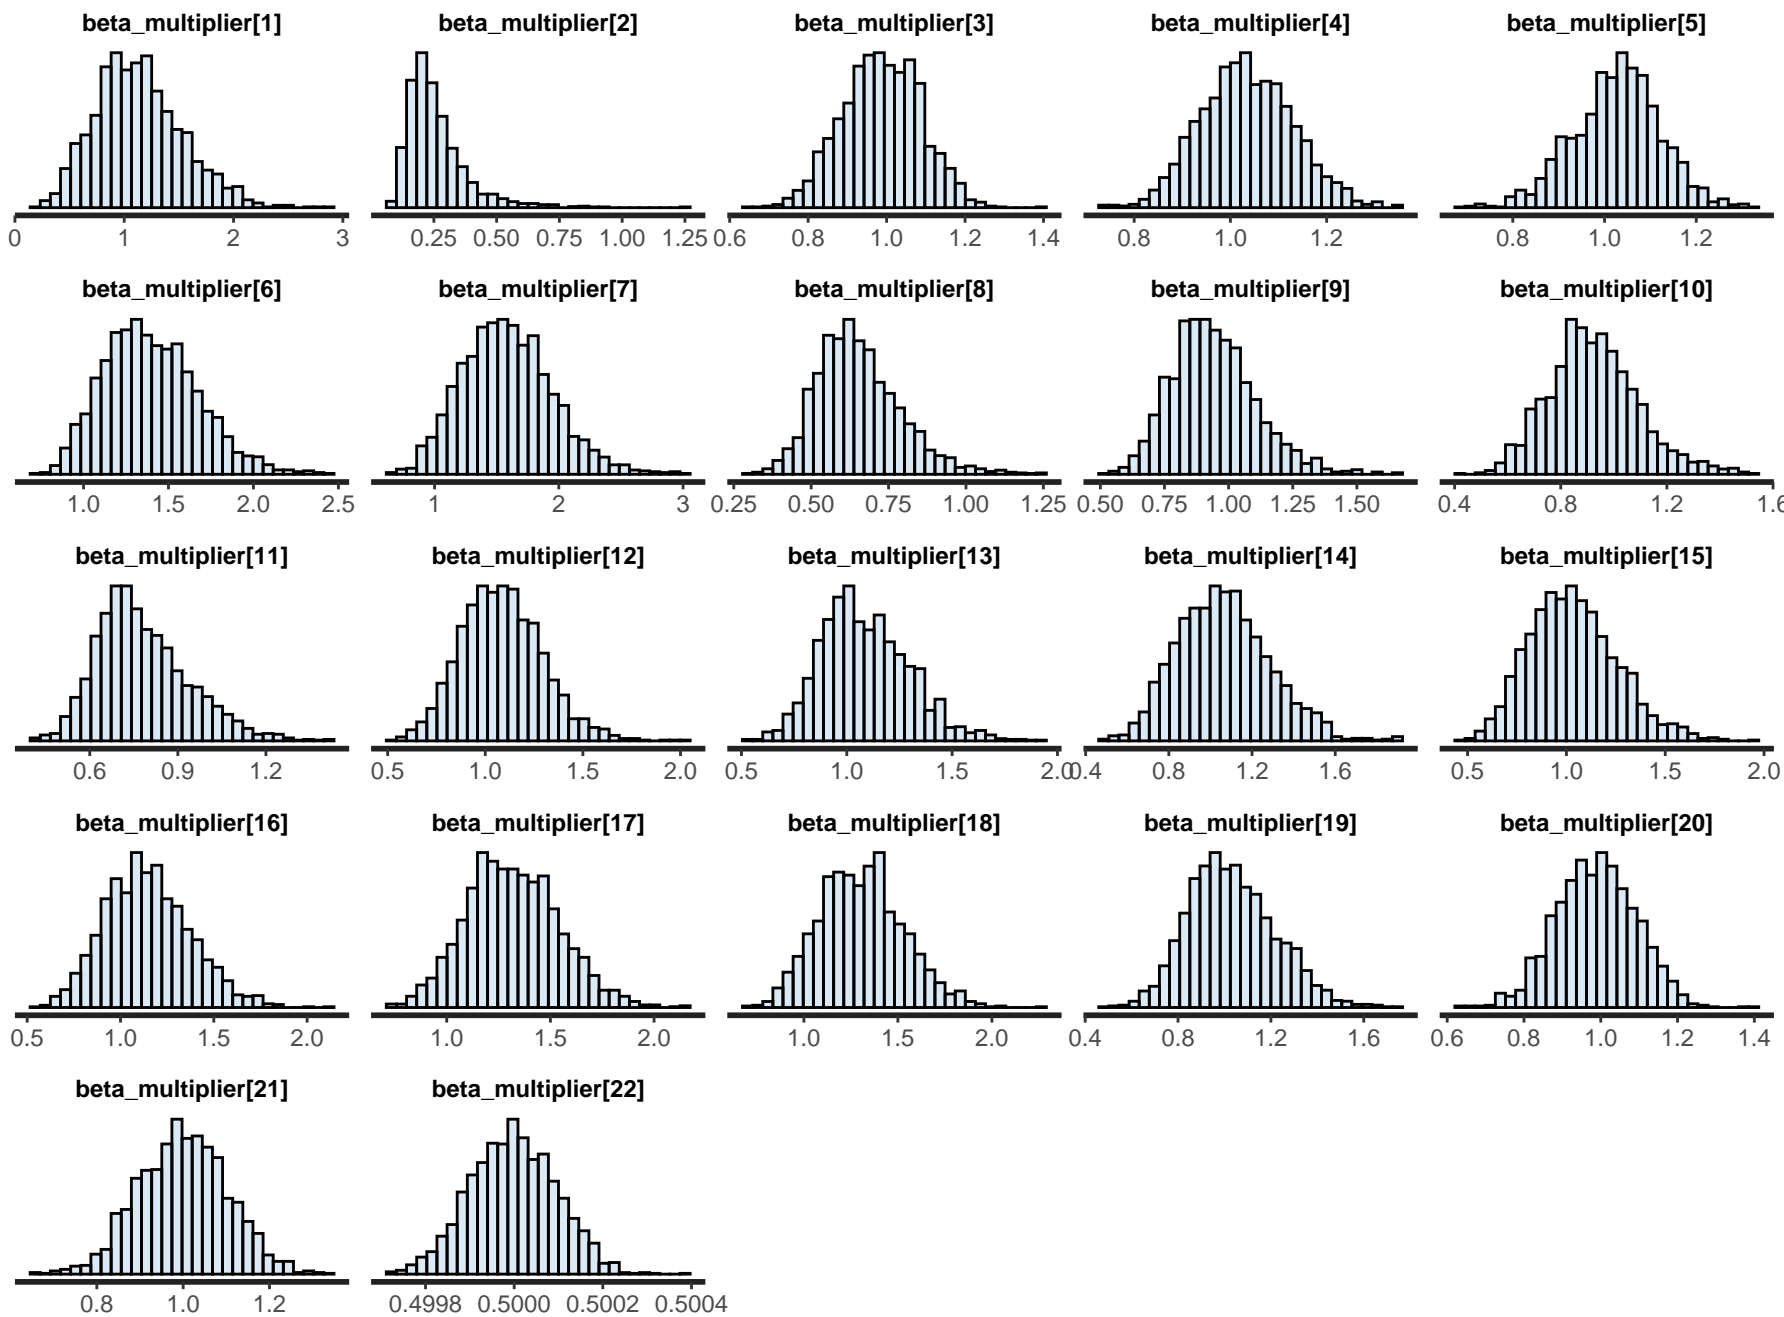 beta_multiplier[1] beta_multiplier[2] beta_multiplier[3] beta_multiplier[4] beta_multiplier[5]
0 1 2 3 0.25 0.50 0.75 1.00 1.25 0.6 0.8 1.0 1.2 1.4 0.8 1.0 1.2 0.8 1.0 1.2
beta_multiplier[6] beta_multiplier[7] beta_multiplier[8] beta_multiplier[9] beta_multiplier[10]
1.0 1.5 2.0 2.5 1 2 3 0.25 0.50 0.75 1.00 1.25 0.50 0.75 1.00 1.25 1.50 0.4 0.8 1.2 1.6
beta_multiplier[11] beta_multiplier[12] beta_multiplier[13] beta_multiplier[14] beta_multiplier[15]
0.6 0.9 1.2 0.5 1.0 1.5 2.0 0.5 1.0 1.5 2.0 0.4 0.8 1.2 1.6 0.5 1.0 1.5 2.0
beta_multiplier[16] beta_multiplier[17] beta_multiplier[18] beta_multiplier[19] beta_multiplier[20]
0.5 1.0 1.5 2.0 1.0 1.5 2.0 1.0 1.5 2.0 0.4 0.8 1.2 1.6 0.6 0.8 1.0 1.2 1.4
beta_multiplier[21] beta_multiplier[22]
0.8 1.0 1.2 0.4998 0.5000 0.5002 0.5004